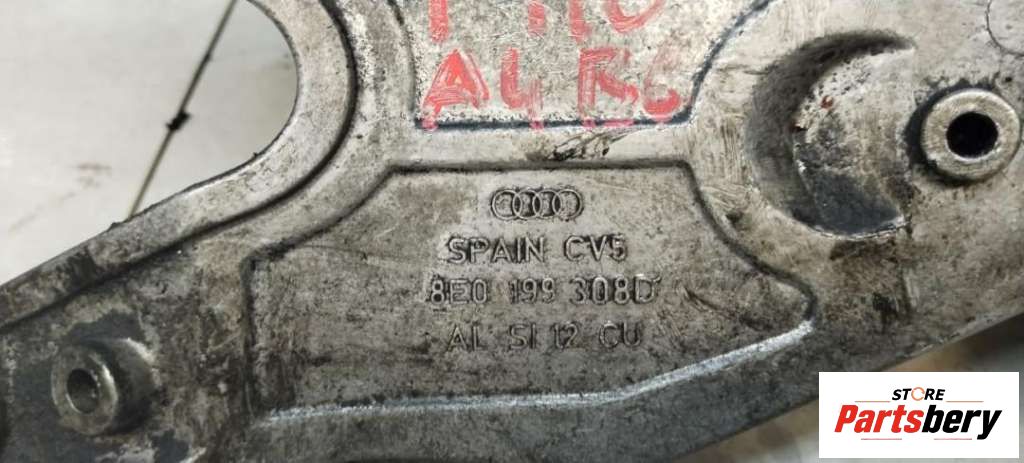 A4 B6
SPAIN CV5
8E0 199 308D
AL SI 12 CU
STORE
Partsbery